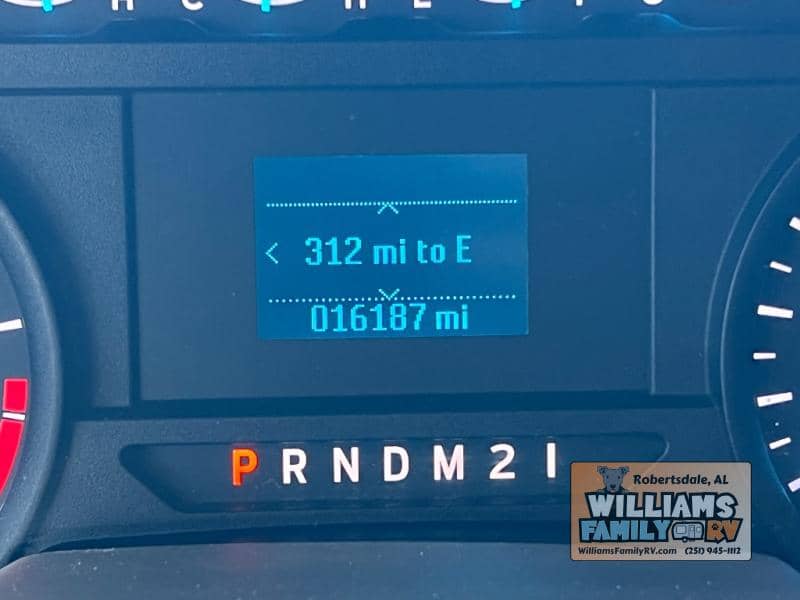 H C H E F
< 312 mi to E
016187 mi
P R N D M 2 1
Robertsdale, AL
WILLIAMS
FAMILY RV
WilliamsFamilyRV.com (251) 945-1112